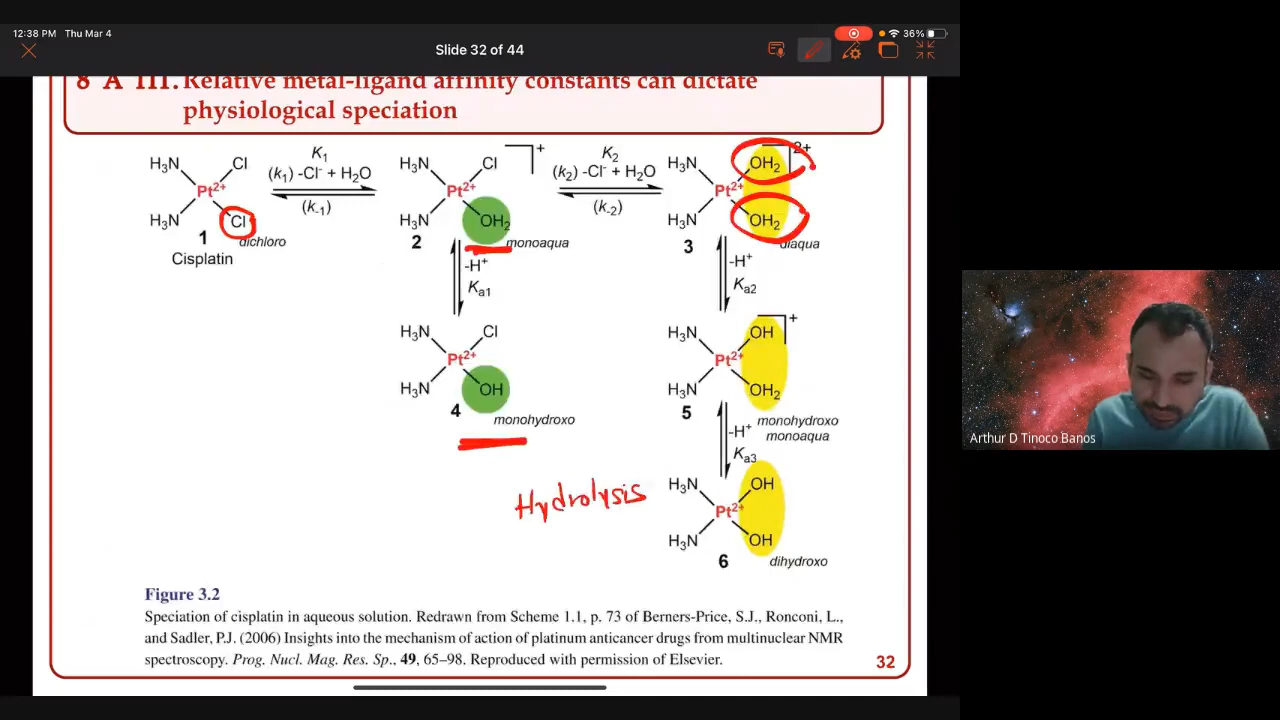 12:38 PM Thu Mar 4
36%
Slide 32 of 44
8 A III. Relative metal-ligand affinity constants can dictate
physiological speciation
H₃N
Cl
H₃N
Cl
Pt²⁺
1
dichloro
Cisplatin
K₁
(k₁) -Cl⁻ + H₂O
(k₋₁)
H₃N
Cl
+
H₃N
OH₂
Pt²⁺
2
monoaqua
K₂
(k₂) -Cl⁻ + H₂O
(k₋₂)
H₃N
OH₂
2+
H₃N
OH₂
Pt²⁺
3
diaqua
-H⁺
Kₐ₁
-H⁺
Kₐ₂
H₃N
Cl
Pt²⁺
H₃N
OH
4
monohydroxo
H₃N
OH
+
Pt²⁺
H₃N
OH₂
5
monohydroxo
monoaqua
-H⁺
Kₐ₃
Hydrolysis
H₃N
OH
Pt²⁺
H₃N
OH
6
dihydroxo
Figure 3.2
Speciation of cisplatin in aqueous solution. Redrawn from Scheme 1.1, p. 73 of Berners-Price, S.J., Ronconi, L.,
and Sadler, P.J. (2006) Insights into the mechanism of action of platinum anticancer drugs from multinuclear NMR
spectroscopy. Prog. Nucl. Mag. Res. Sp., 49, 65–98. Reproduced with permission of Elsevier.
32
Arthur D Tinoco Banos